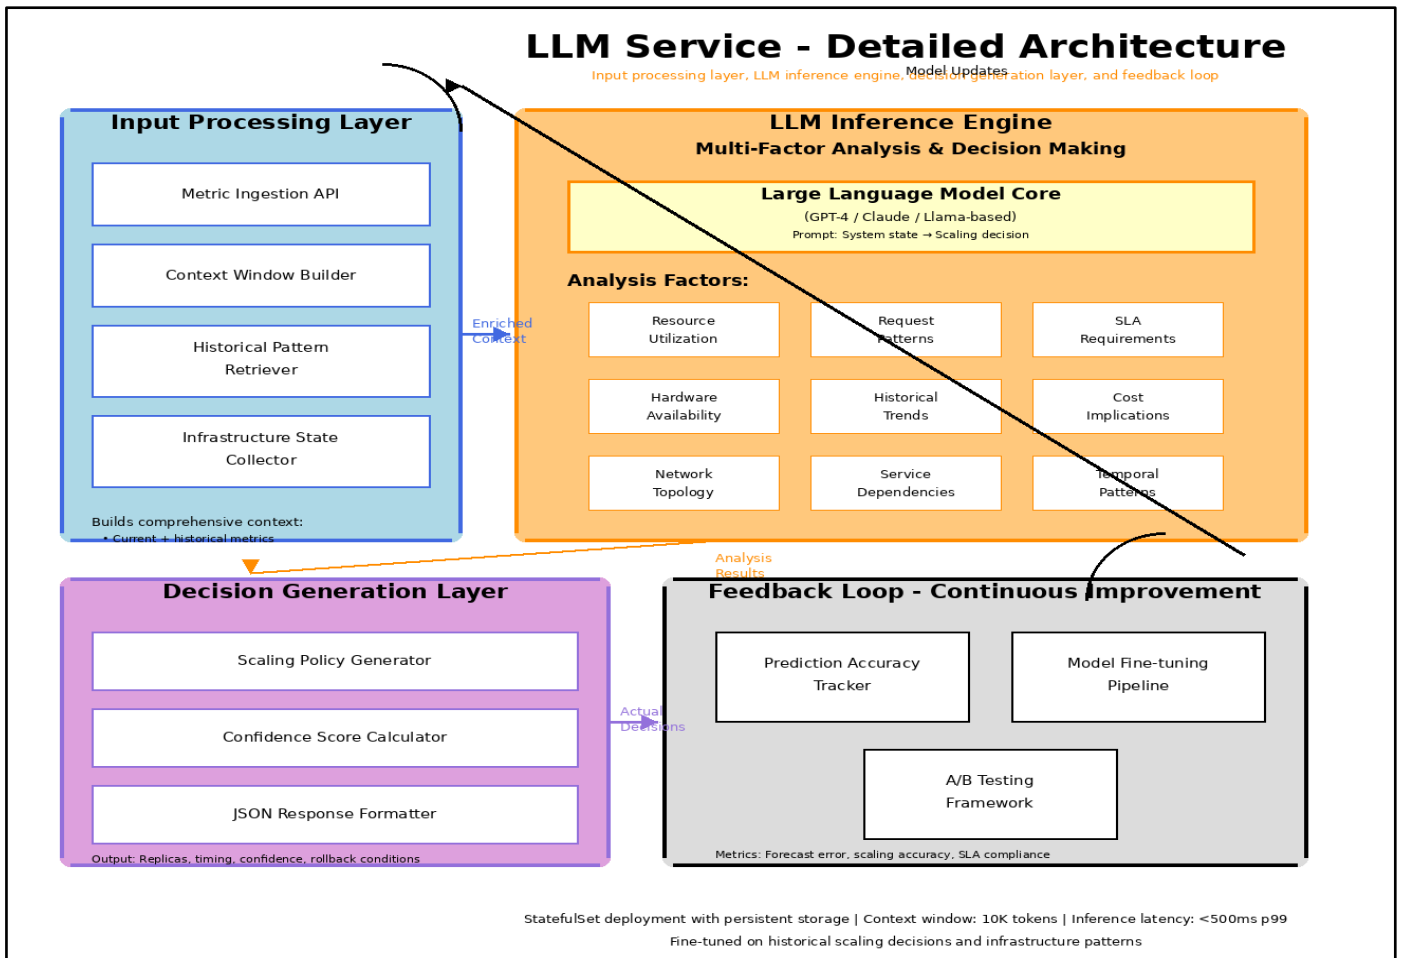 LLM Service - Detailed Architecture
Input processing layer, LLM inference engine, decision generation layer, and feedback loop
Model Updates
Input Processing Layer
Metric Ingestion API
Context Window Builder
Historical Pattern
Retriever
Infrastructure State
Collector
Builds comprehensive context:
• Current + historical metrics
Enriched
Context
LLM Inference Engine
Multi-Factor Analysis & Decision Making
Large Language Model Core
(GPT-4 / Claude / Llama-based)
Prompt: System state → Scaling decision
Analysis Factors:
Resource
Utilization
Request
Patterns
SLA
Requirements
Hardware
Availability
Historical
Trends
Cost
Implications
Network
Topology
Service
Dependencies
Temporal
Patterns
Analysis
Results
Decision Generation Layer
Scaling Policy Generator
Confidence Score Calculator
JSON Response Formatter
Output: Replicas, timing, confidence, rollback conditions
Actual
Decisions
Feedback Loop - Continuous Improvement
Prediction Accuracy
Tracker
Model Fine-tuning
Pipeline
A/B Testing
Framework
Metrics: Forecast error, scaling accuracy, SLA compliance
StatefulSet deployment with persistent storage | Context window: 10K tokens | Inference latency: <500ms p99
Fine-tuned on historical scaling decisions and infrastructure patterns